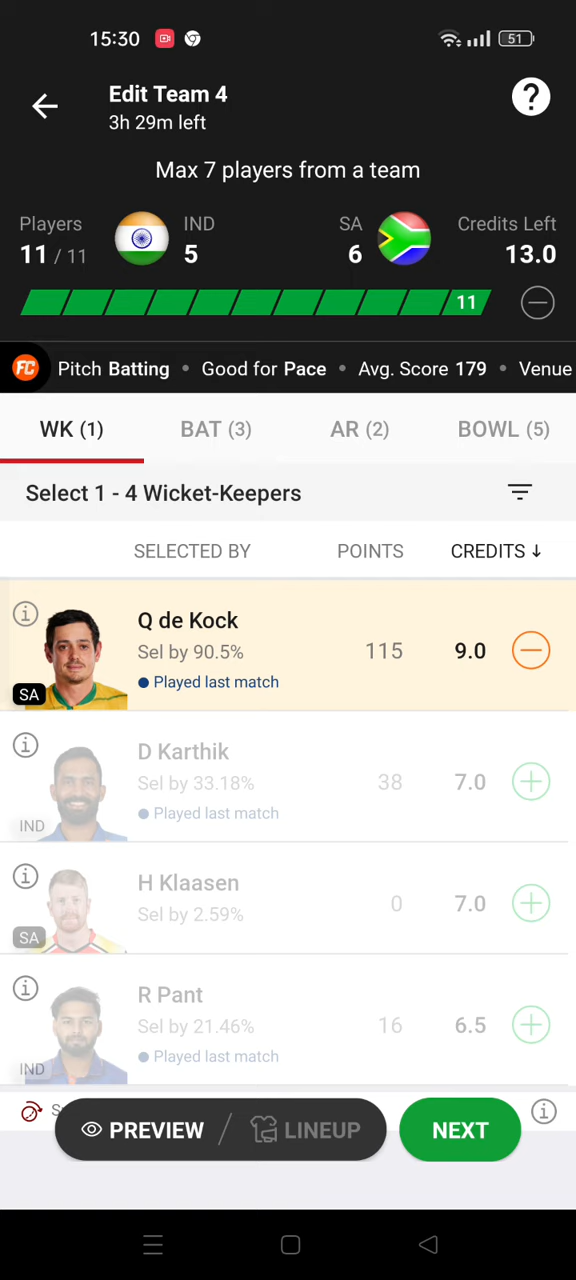 15:30
51
Edit Team 4
3h 29m left
?
Max 7 players from a team
Players
11 / 11
IND
5
SA
6
Credits Left
13.0
11
FC Pitch Batting • Good for Pace • Avg. Score 179 • Venue
WK (1) BAT (3) AR (2) BOWL (5)
Select 1 - 4 Wicket-Keepers
SELECTED BY POINTS CREDITS ↓
Q de Kock
Sel by 90.5% 115 9.0
Played last match
SA
D Karthik
Sel by 33.18% 38 7.0
Played last match
IND
H Klaasen
Sel by 2.59% 0 7.0
SA
R Pant
Sel by 21.46% 16 6.5
Played last match
IND
PREVIEW / LINEUP
NEXT